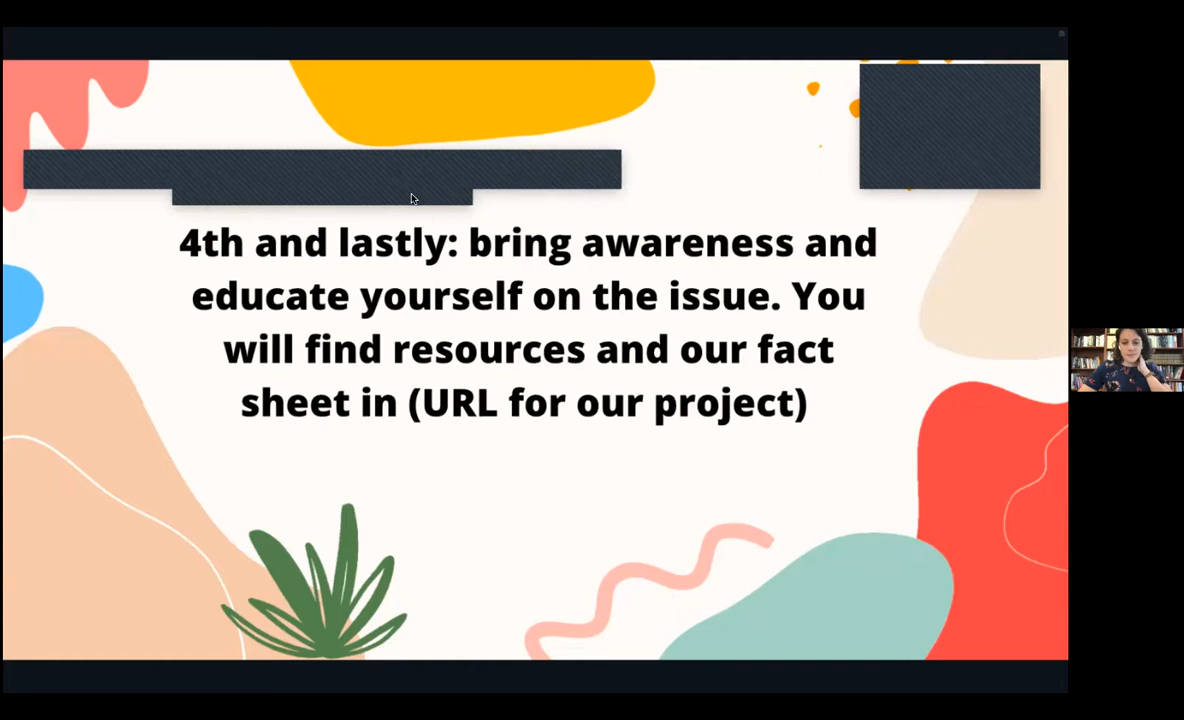 4th and lastly: bring awareness and
educate yourself on the issue. You
will find resources and our fact
sheet in (URL for our project)